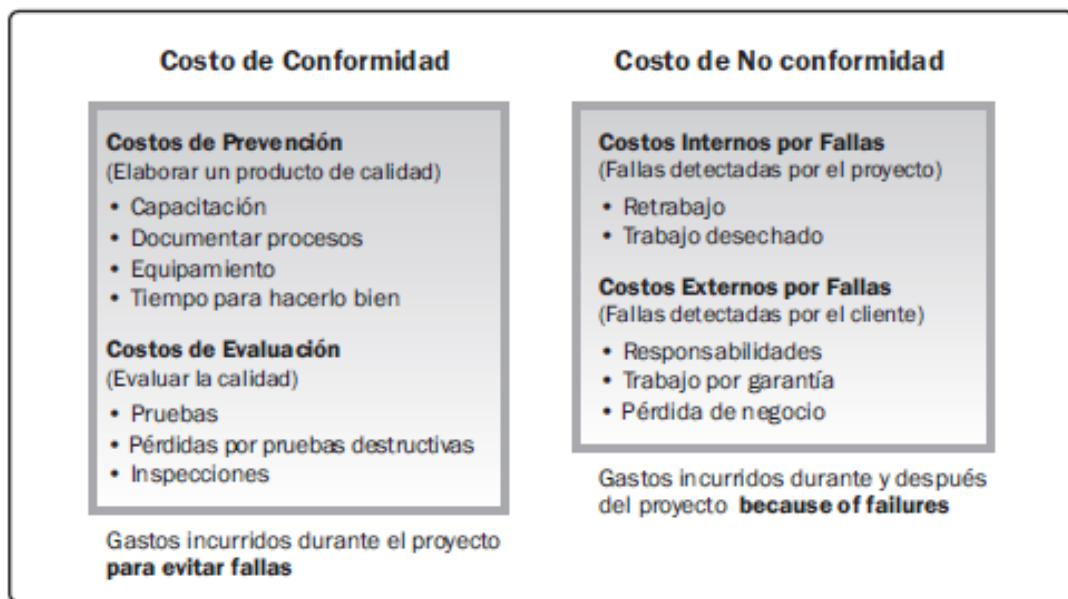 Costo de Conformidad
Costos de Prevención
(Elaborar un producto de calidad)
• Capacitación
• Documentar procesos
• Equipamiento
• Tiempo para hacerlo bien
Costos de Evaluación
(Evaluar la calidad)
• Pruebas
• Pérdidas por pruebas destructivas
• Inspecciones
Gastos incurridos durante el proyecto
para evitar fallas
Costo de No conformidad
Costos Internos por Fallas
(Fallas detectadas por el proyecto)
• Retrabajo
• Trabajo desechado
Costos Externos por Fallas
(Fallas detectadas por el cliente)
• Responsabilidades
• Trabajo por garantía
• Pérdida de negocio
Gastos incurridos durante y después
del proyecto because of failures